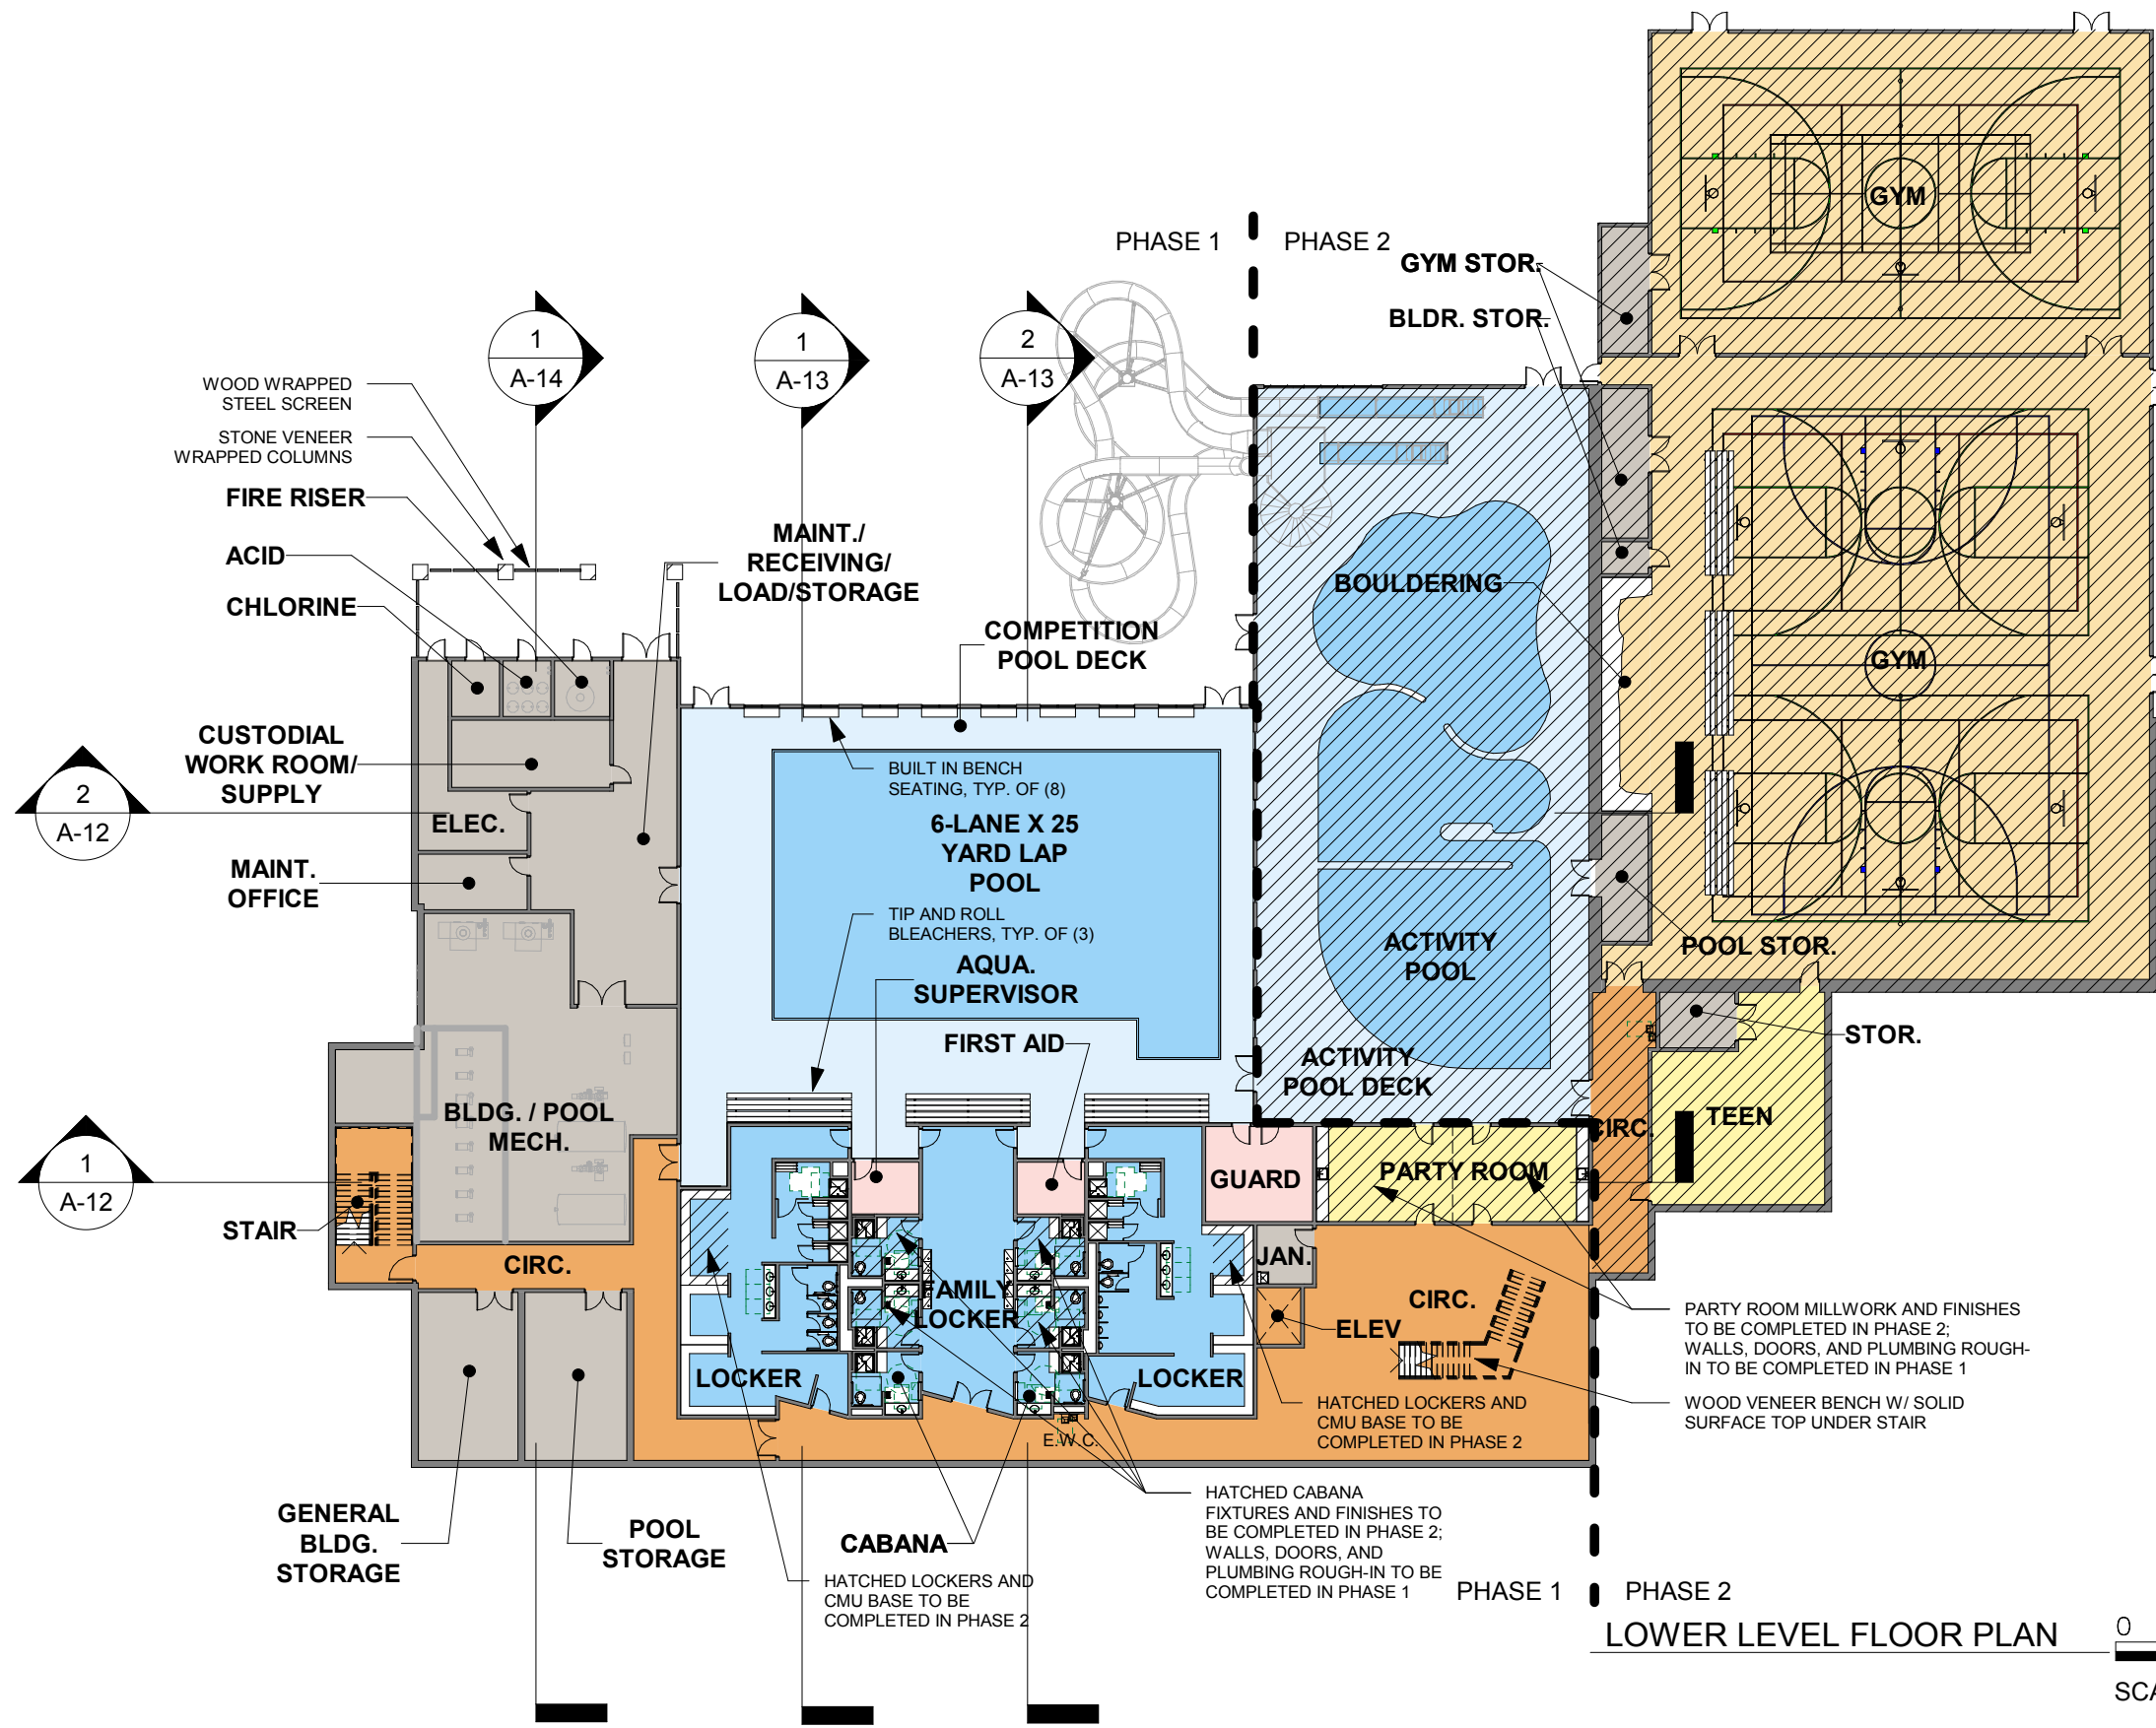 PHASE 1
PHASE 2
GYM
GYM STOR.
BLDR. STOR.
1
A-14
1
A-13
2
A-13
WOOD WRAPPED
STEEL SCREEN
STONE VENEER
WRAPPED COLUMNS
FIRE RISER
ACID
CHLORINE
MAINT./
RECEIVING/
LOAD/STORAGE
COMPETITION
POOL DECK
BOULDERING
GYM
CUSTODIAL
WORK ROOM/
SUPPLY
2
A-12
ELEC.
MAINT.
OFFICE
BUILT IN BENCH
SEATING, TYP. OF (8)
6-LANE X 25
YARD LAP
POOL
TIP AND ROLL
BLEACHERS, TYP. OF (3)
AQUA.
SUPERVISOR
FIRST AID
ACTIVITY
POOL
POOL STOR.
STOR.
ACTIVITY
POOL DECK
BLDG. / POOL
MECH.
CIRC.
TEEN
1
A-12
STAIR
GUARD
PARTY ROOM
CIRC.
JAN.
FAMILY
LOCKER
ELEV
CIRC.
LOCKER
LOCKER
E.W.C.
PARTY ROOM MILLWORK AND FINISHES
TO BE COMPLETED IN PHASE 2;
WALLS, DOORS, AND PLUMBING ROUGH-
IN TO BE COMPLETED IN PHASE 1
WOOD VENEER BENCH W/ SOLID
SURFACE TOP UNDER STAIR
HATCHED LOCKERS AND
CMU BASE TO BE
COMPLETED IN PHASE 2
GENERAL
BLDG.
STORAGE
POOL
STORAGE
CABANA
HATCHED LOCKERS AND
CMU BASE TO BE
COMPLETED IN PHASE 2
HATCHED CABANA
FIXTURES AND FINISHES TO
BE COMPLETED IN PHASE 2;
WALLS, DOORS, AND
PLUMBING ROUGH-IN TO BE
COMPLETED IN PHASE 1
PHASE 1
PHASE 2
LOWER LEVEL FLOOR PLAN
0
SCA